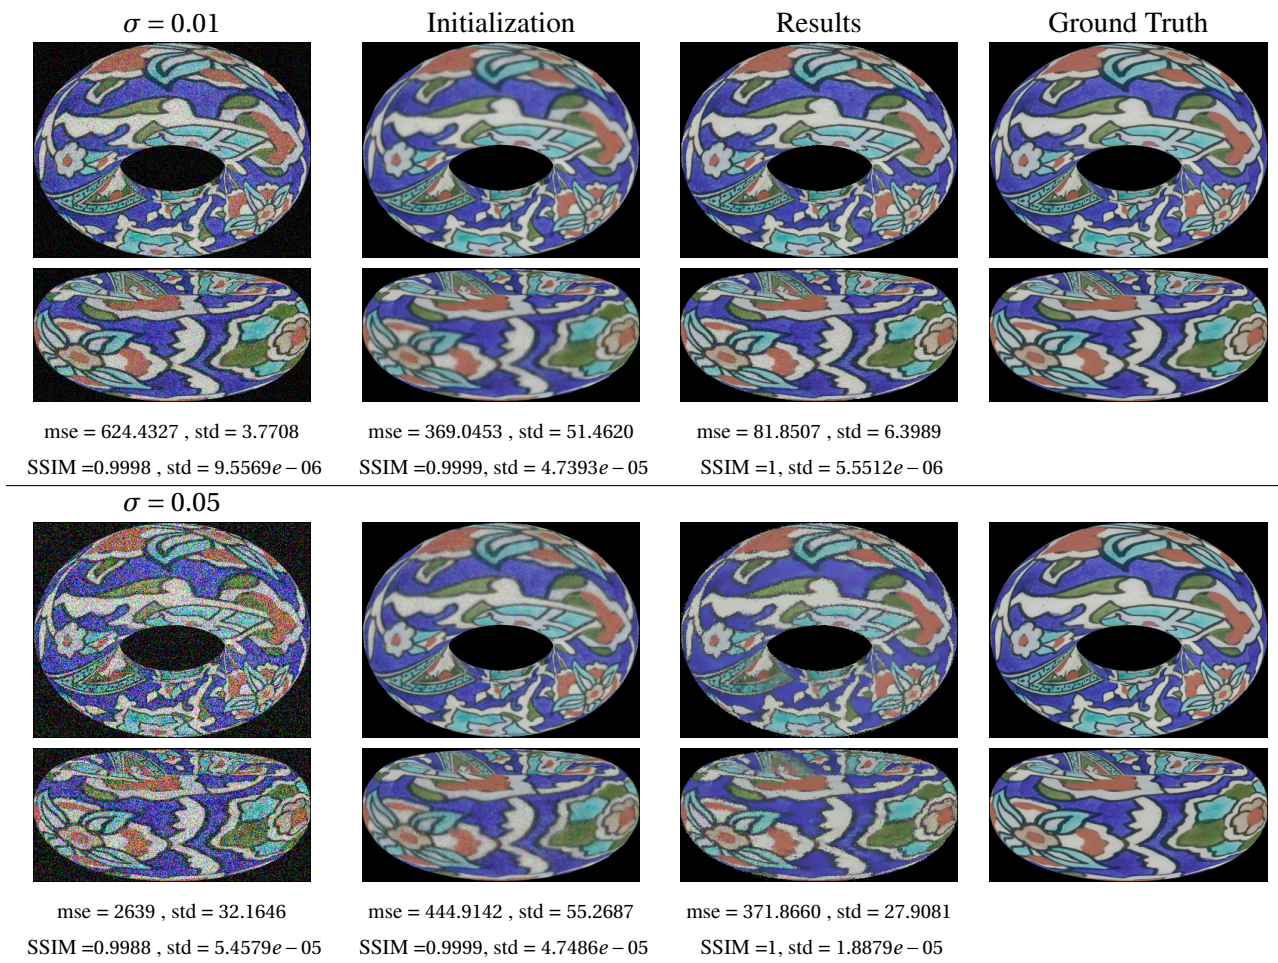 σ = 0.01 Initialization Results Ground Truth
mse = 624.4327 , std = 3.7708 mse = 369.0453 , std = 51.4620 mse = 81.8507 , std = 6.3989
SSIM =0.9998 , std = 9.5569e − 06 SSIM =0.9999, std = 4.7393e − 05 SSIM =1, std = 5.5512e − 06
σ = 0.05
mse = 2639 , std = 32.1646 mse = 444.9142 , std = 55.2687 mse = 371.8660 , std = 27.9081
SSIM =0.9988 , std = 5.4579e − 05 SSIM =0.9999, std = 4.7486e − 05 SSIM =1, std = 1.8879e − 05